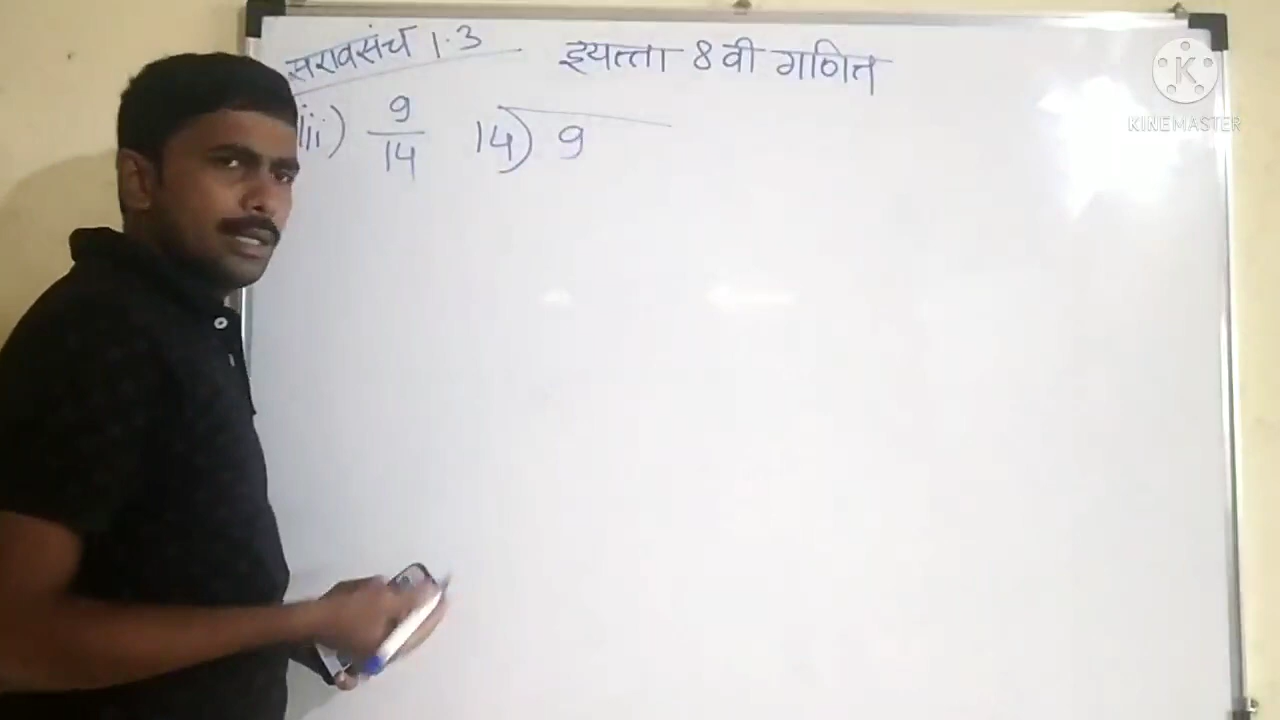 सरावसंच 1.3
इयत्ता 8 वी गणित
iii) 9/14
14) 9
K
KINEMASTER